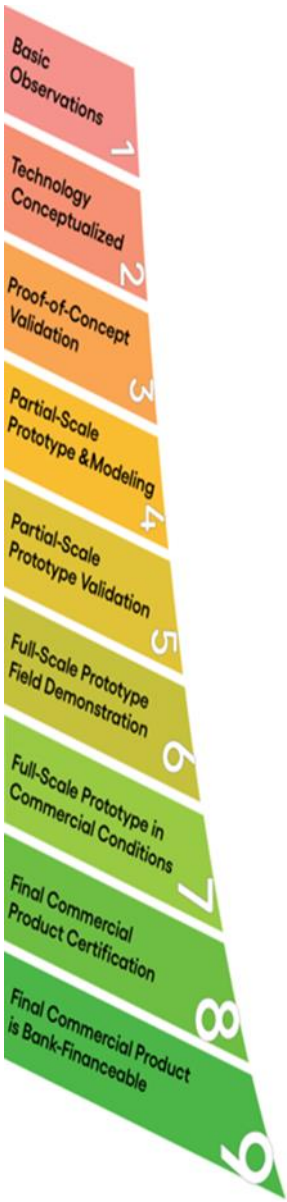 Basic
Observations
1
Technology
Conceptualized
2
Proof-of-Concept
Validation
3
Partial-Scale
Prototype & Modeling
4
Partial-Scale
Prototype Validation
5
Full-Scale Prototype
Field Demonstration
6
Full-Scale Prototype in
Commercial Conditions
7
Final Commercial
Product Certification
8
Final Commercial Product
is Bank-Financeable
9